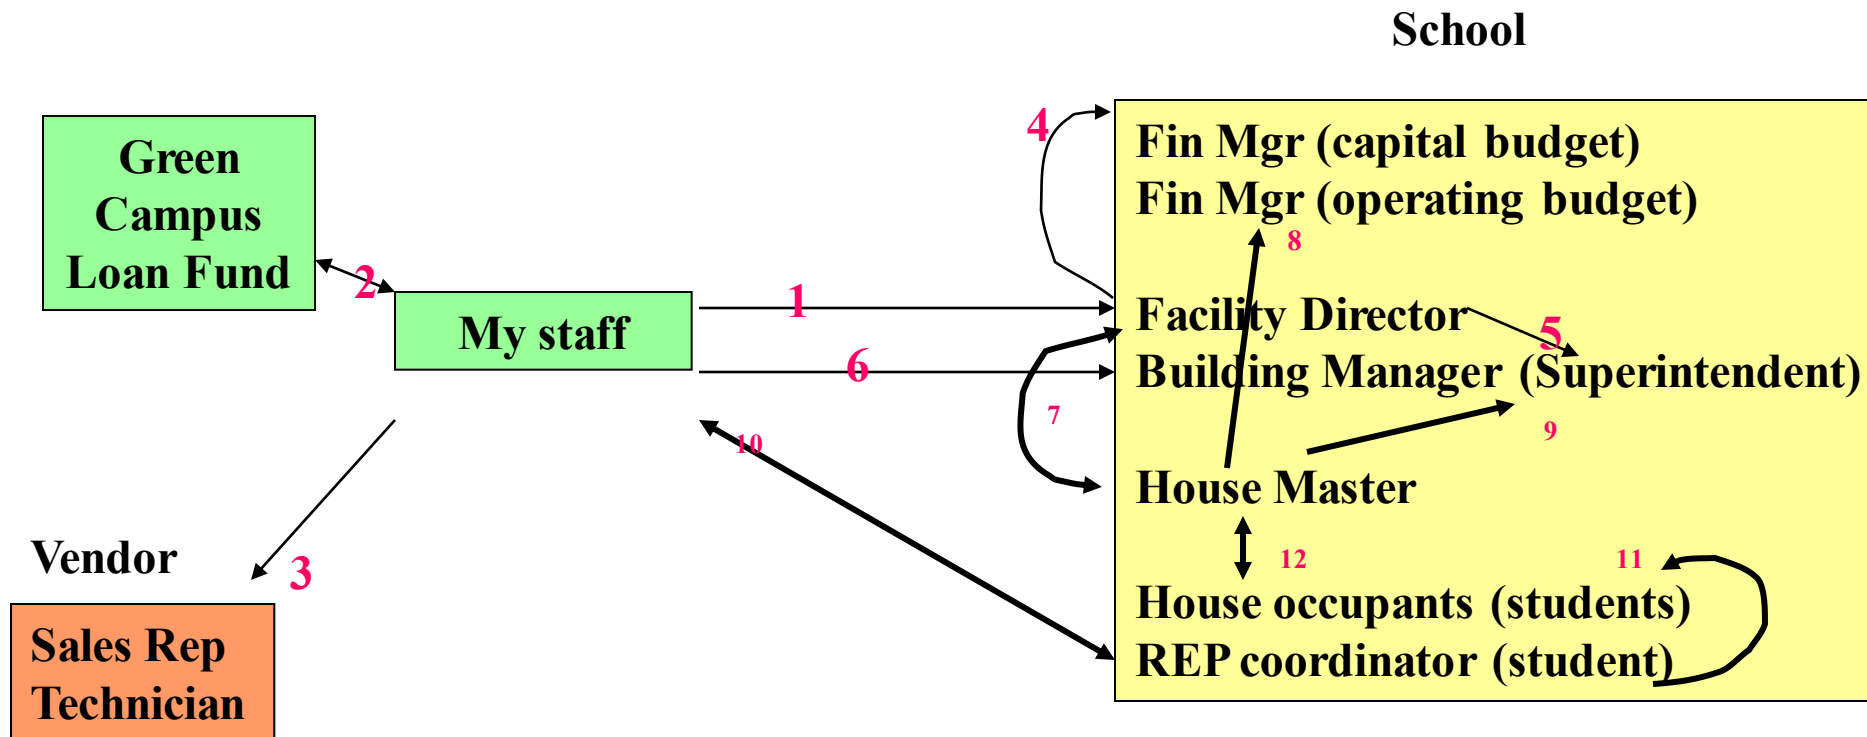 School
Green
Campus
Loan Fund
2
My staff
1
6
10
3
Vendor
Sales Rep
Technician
4
Fin Mgr (capital budget)
Fin Mgr (operating budget)
8
Facility Director
5
Building Manager (Superintendent)
7
9
House Master
12
11
House occupants (students)
REP coordinator (student)